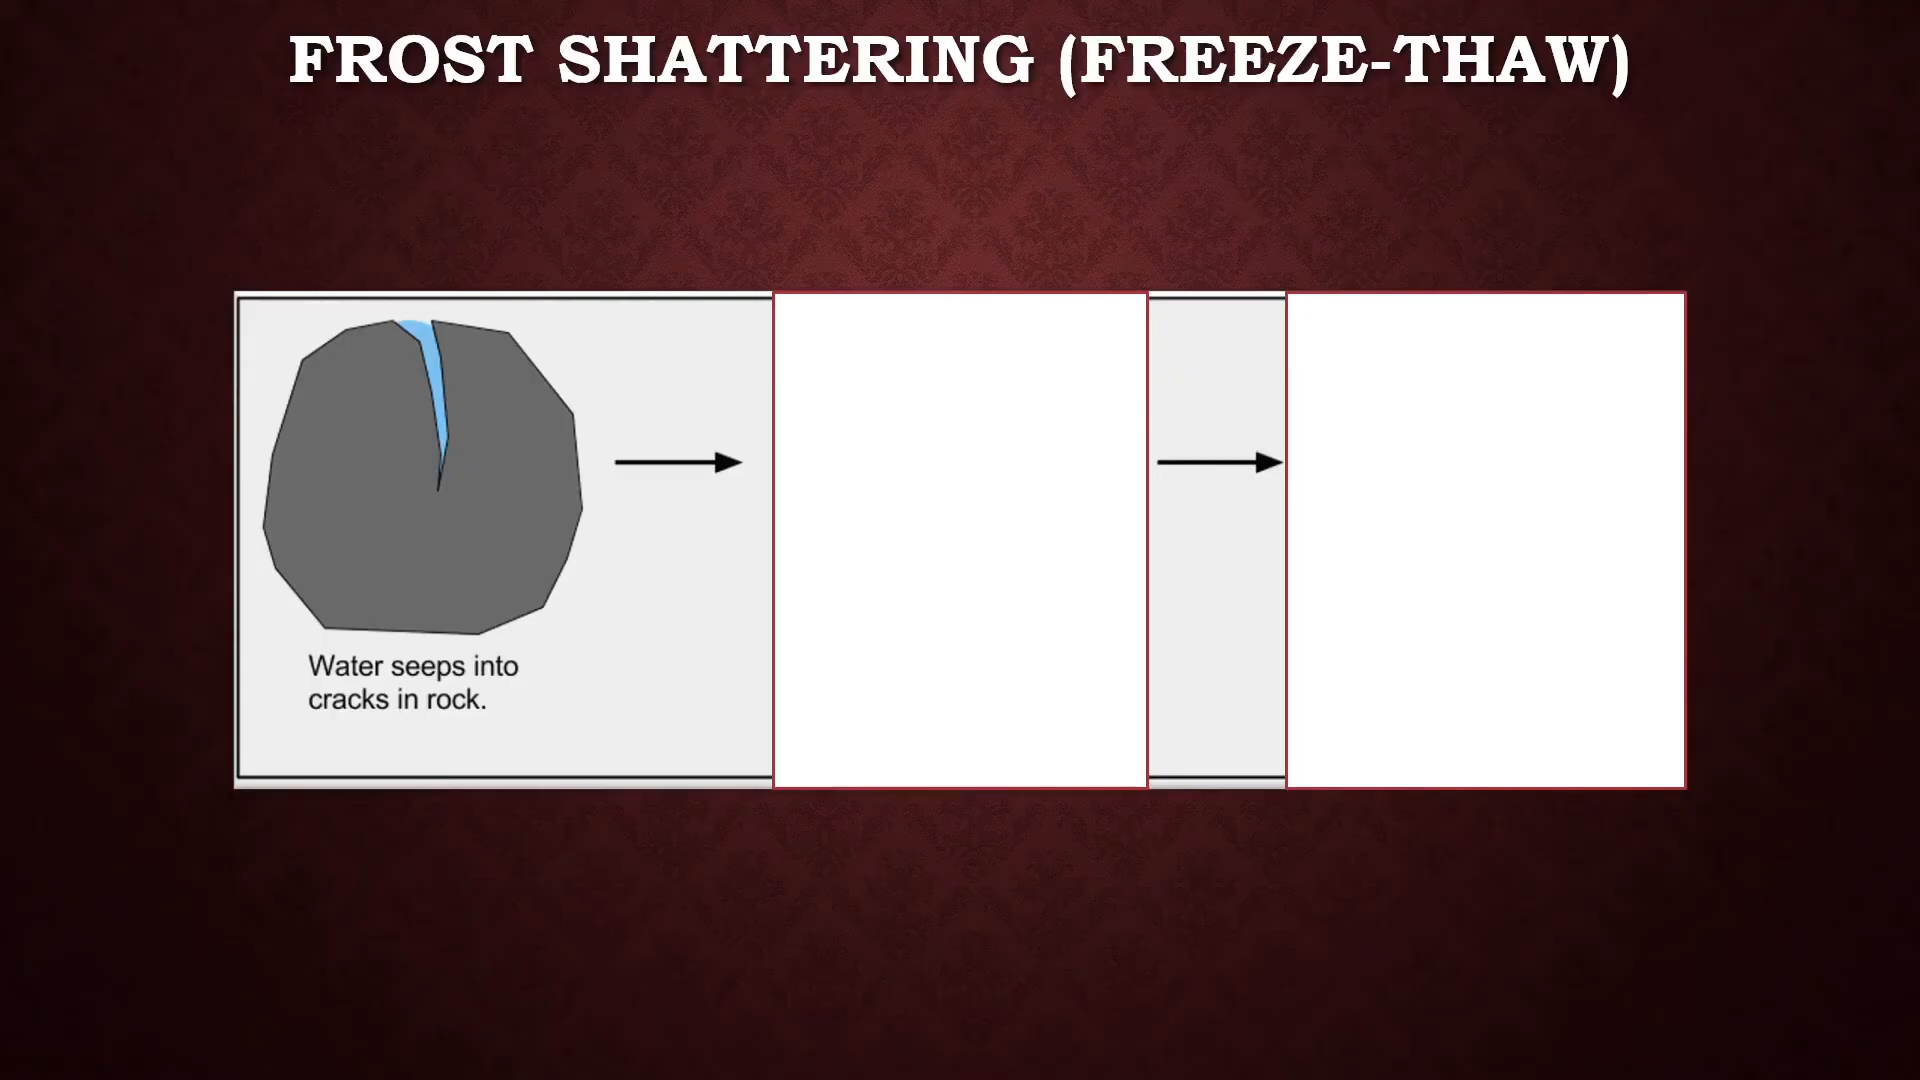 FROST SHATTERING (FREEZE-THAW)
Water seeps into
cracks in rock.